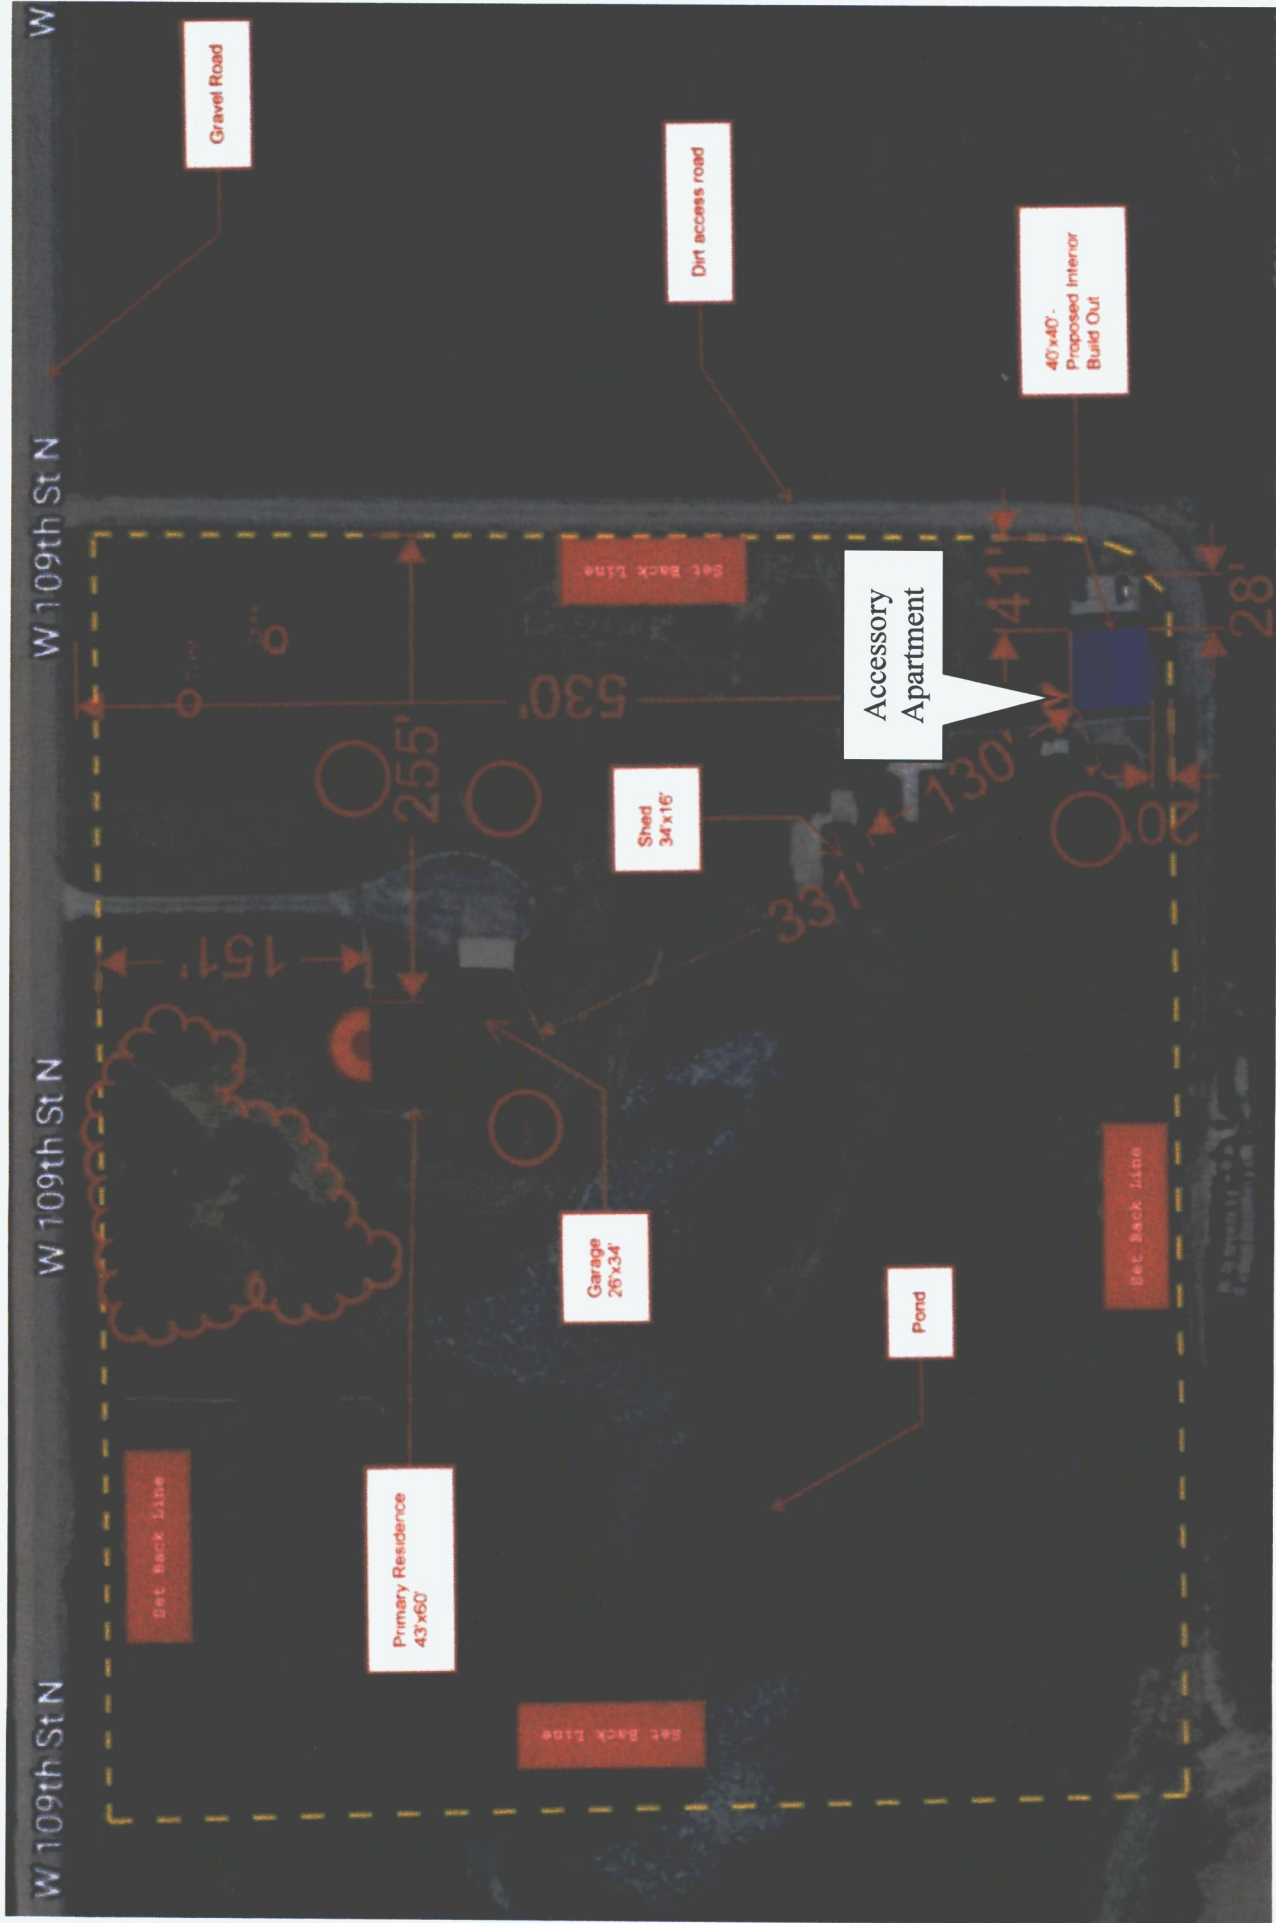 W 109th St N
W 109th St N
W 109th St N
W
Gravel Road
Dirt access road
40'x40'-
Proposed Interior
Build Out
Set Back Line
Set Back Line
Set Back Line
Set Back Line
Accessory
Apartment
Shed
34'x16'
Garage
26'x34'
Primary Residence
43'x60'
Pond
530'
255'
151'
331'
130'
41'
28'
20'
Tree